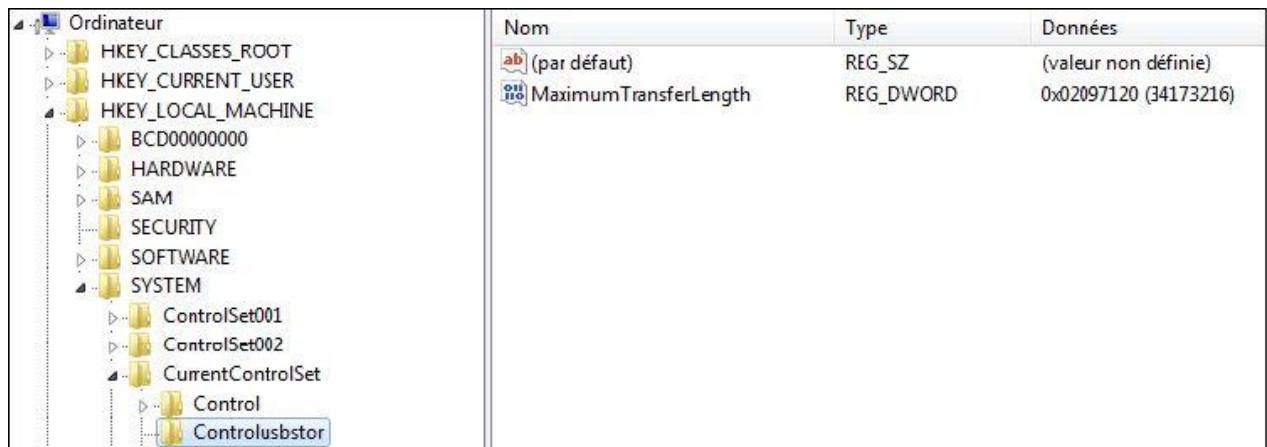 Ordinateur
HKEY_CLASSES_ROOT
HKEY_CURRENT_USER
HKEY_LOCAL_MACHINE
BCD00000000
HARDWARE
SAM
SECURITY
SOFTWARE
SYSTEM
ControlSet001
ControlSet002
CurrentControlSet
Control
Controlusbstor
Nom Type Données
(par défaut) REG_SZ (valeur non définie)
MaximumTransferLength REG_DWORD 0x02097120 (34173216)